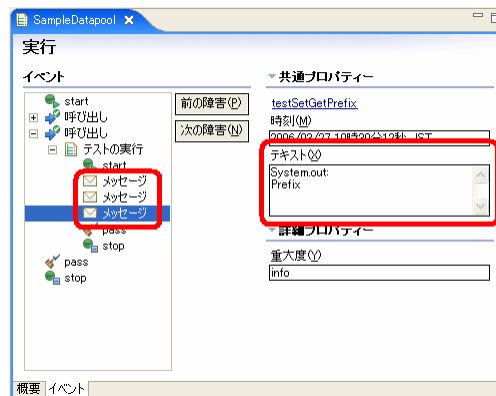 SampleDatapool
実行
イベント
start
呼び出し
呼び出し
テストの実行
start
メッセージ
メッセージ
メッセージ
pass
stop
pass
stop
前の障害(P)
次の障害(N)
共通プロパティー
testSetGetPrefix
時刻(M)
2006/03/27 10時30分12秒 JST
テキスト(X)
System.out:
Prefix
詳細プロパティー
重大度(Y)
info
概要 イベント